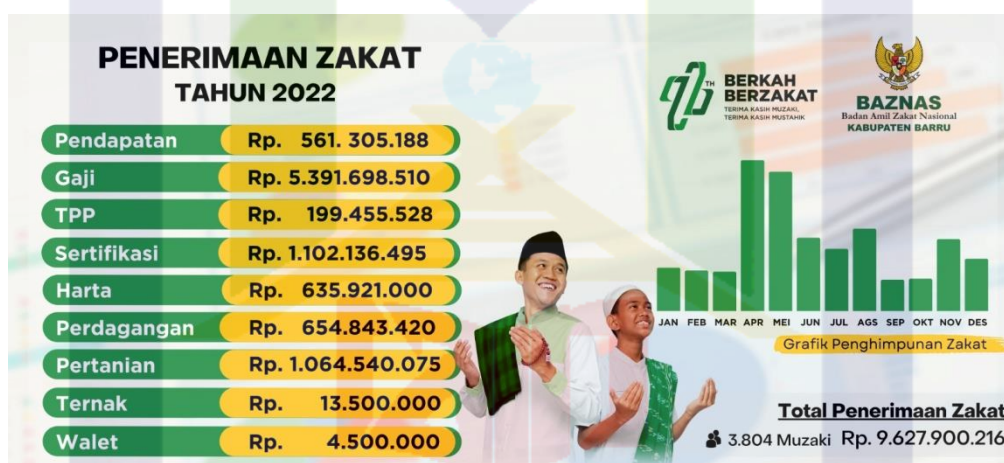 PENERIMAAN ZAKAT
TAHUN 2022
Pendapatan Rp. 561. 305.188
Gaji Rp. 5.391.698.510
TPP Rp. 199.455.528
Sertifikasi Rp. 1.102.136.495
Harta Rp. 635.921.000
Perdagangan Rp. 654.843.420
Pertanian Rp. 1.064.540.075
Ternak Rp. 13.500.000
Walet Rp. 4.500.000
TH
BERKAH
BERZAKAT
TERIMA KASIH MUZAKI,
TERIMA KASIH MUSTAHIK
BAZNAS
Badan Amil Zakat Nasional
KABUPATEN BARRU
JAN FEB MAR APR MEI JUN JUL AGS SEP OKT NOV DES
Grafik Penghimpunan Zakat
Total Penerimaan Zakat
3.804 Muzaki Rp. 9.627.900.216